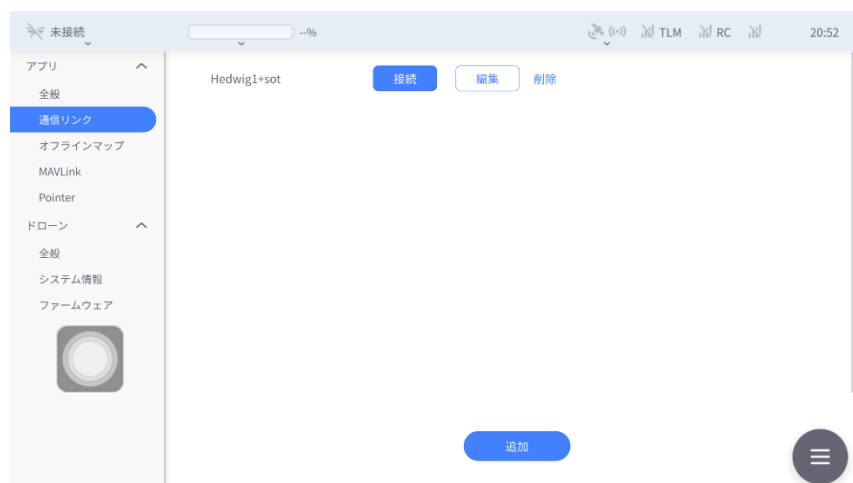 未接続 --% TLM RC 20:52
アプリ
全般
通信リンク
オフラインマップ
MAVLink
Pointer
ドローン
全般
システム情報
ファームウェア
Hedwig1+sot 接続 編集 削除
追加